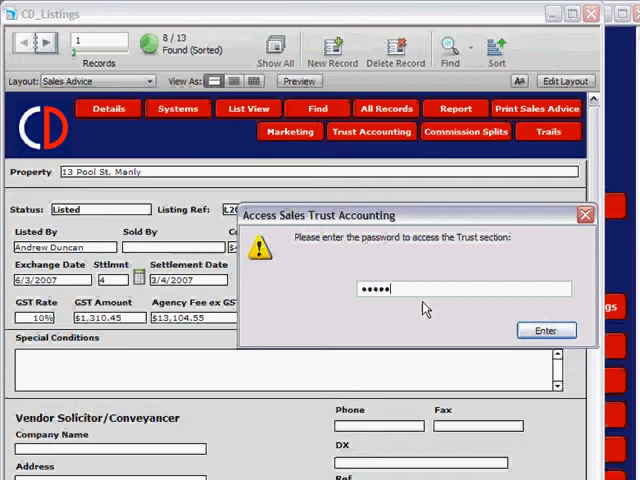 CD_Listings
1
8 / 13
Found (Sorted)
Records
Show All
New Record
Delete Record
Find
Sort
Layout:
Sales Advice
View As:
Preview
Aa
Edit Layout
CD
Details
Systems
List View
Find
All Records
Report
Print Sales Advice
Marketing
Trust Accounting
Commission Splits
Trails
Property
13 Pool St, Manly
Status:
Listed
Listing Ref:
Access Sales Trust Accounting
Please enter the password to access the Trust section:
•••••
Enter
Listed By
Sold By
Andrew Duncan
Exchange Date
Sttlmnt
Settlement Date
6/3/2007
4
3/4/2007
GST Rate
GST Amount
Agency Fee ex GS
10%
$1,310.45
$13,104.55
Special Conditions
Vendor Solicitor/Conveyancer
Company Name
Address
Phone
Fax
DX
Ref